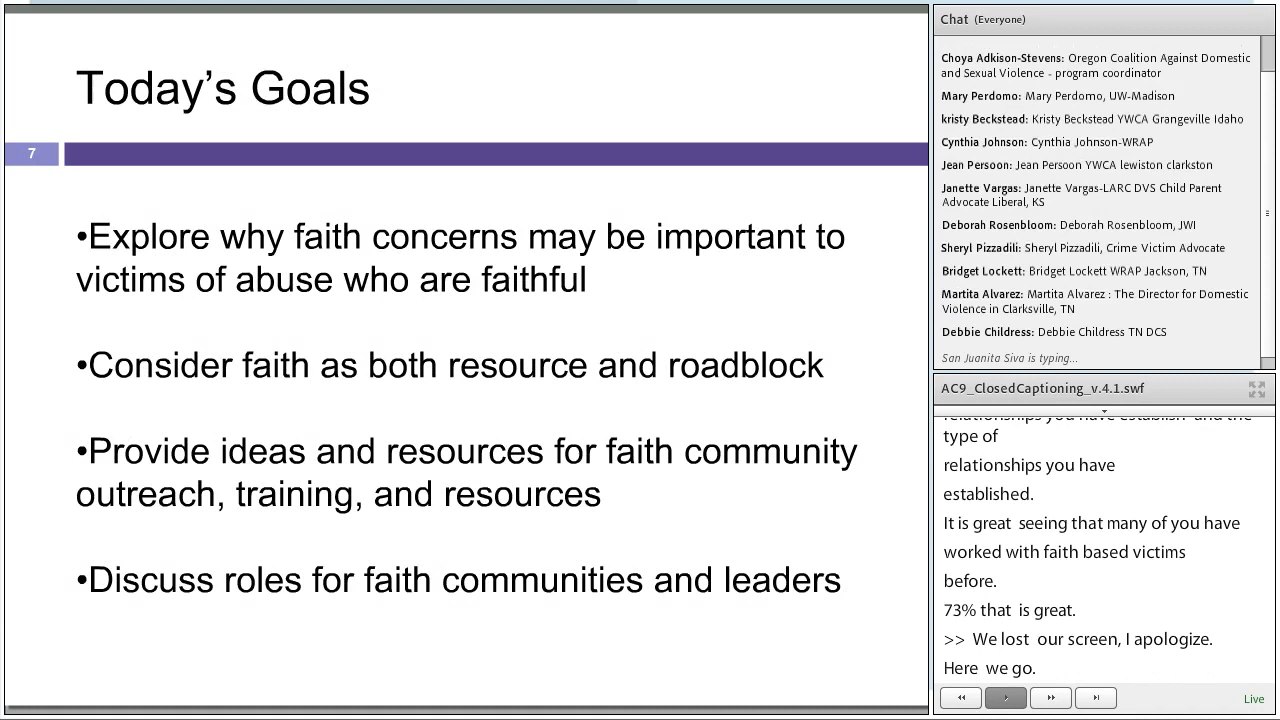 Today's Goals
7
•Explore why faith concerns may be important to
victims of abuse who are faithful
•Consider faith as both resource and roadblock
•Provide ideas and resources for faith community
outreach, training, and resources
•Discuss roles for faith communities and leaders
Chat (Everyone)
Choya Adkison-Stevens: Oregon Coalition Against Domestic
and Sexual Violence - program coordinator
Mary Perdomo: Mary Perdomo, UW-Madison
kristy Beckstead: Kristy Beckstead YWCA Grangeville Idaho
Cynthia Johnson: Cynthia Johnson-WRAP
Jean Persoon: Jean Persoon YWCA lewiston clarkston
Janette Vargas: Janette Vargas-LARC DVS Child Parent
Advocate Liberal, KS
Deborah Rosenbloom: Deborah Rosenbloom, JWI
Sheryl Pizzadili: Sheryl Pizzadili, Crime Victim Advocate
Bridget Lockett: Bridget Lockett WRAP Jackson, TN
Martita Alvarez: Martita Alvarez : The Director for Domestic
Violence in Clarksville, TN
Debbie Childress: Debbie Childress TN DCS
San Juanita Siva is typing...
AC9_ClosedCaptioning_v.4.1.swf
relationships you have establish and the
type of
relationships you have
established.
It is great seeing that many of you have
worked with faith based victims
before.
73% that is great.
>> We lost our screen, I apologize.
Here we go.
Live